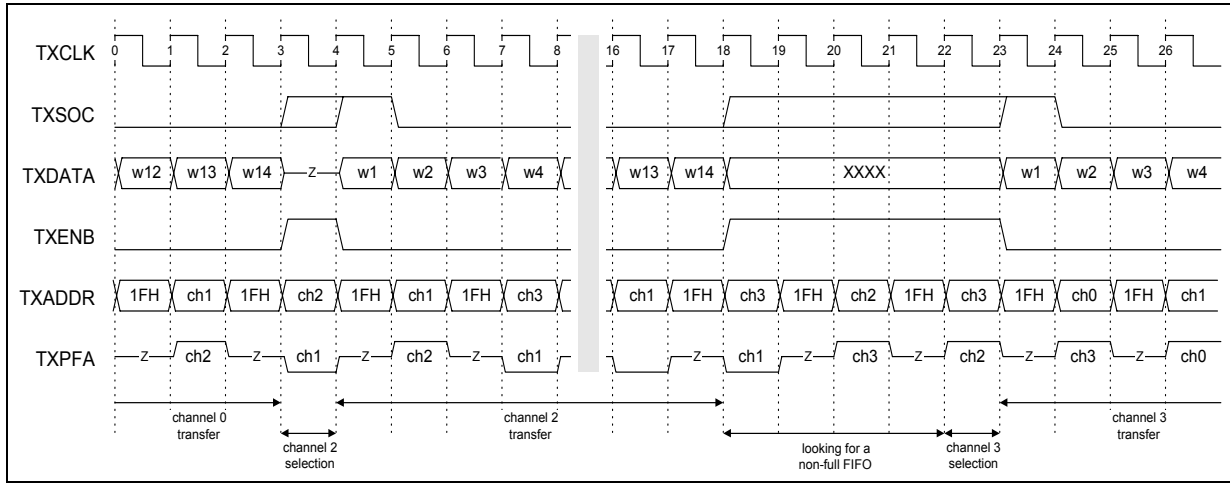 TXCLK 0 1 2 3 4 5 6 7 8 16 17 18 19 20 21 22 23 24 25 26
TXSOC
TXDATA w12 w13 w14 Z w1 w2 w3 w4 w13 w14 XXXX w1 w2 w3 w4
TXENB
TXADDR 1FH ch1 1FH ch2 1FH ch1 1FH ch3 ch1 1FH ch3 1FH ch2 1FH ch3 1FH ch0 1FH ch1
TXPFA Z ch2 Z ch1 Z ch2 Z ch1 Z ch1 Z ch3 Z ch2 Z ch3 Z ch0
channel 0
transfer
channel 2
selection
channel 2
transfer
looking for a
non-full FIFO
channel 3
selection
channel 3
transfer